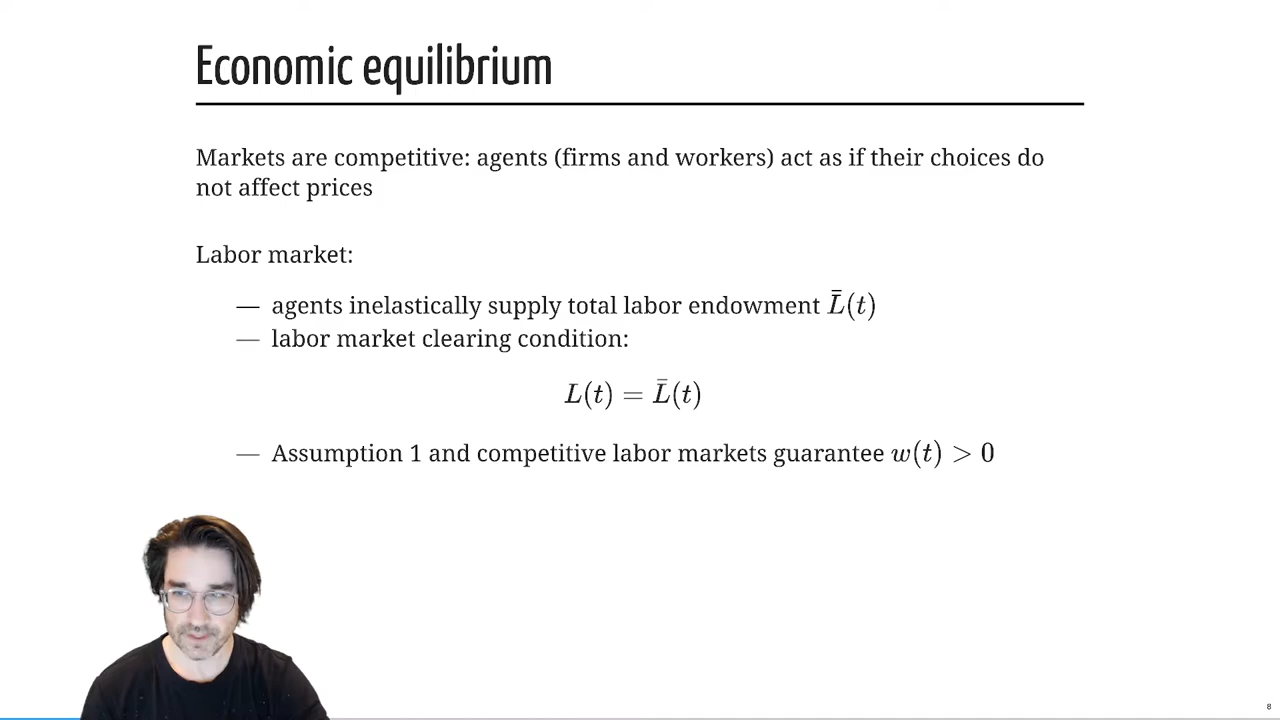 Economic equilibrium
Markets are competitive: agents (firms and workers) act as if their choices do
not affect prices
Labor market:
— agents inelastically supply total labor endowment L̄(t)
— labor market clearing condition:
L(t) = L̄(t)
— Assumption 1 and competitive labor markets guarantee w(t) > 0
8